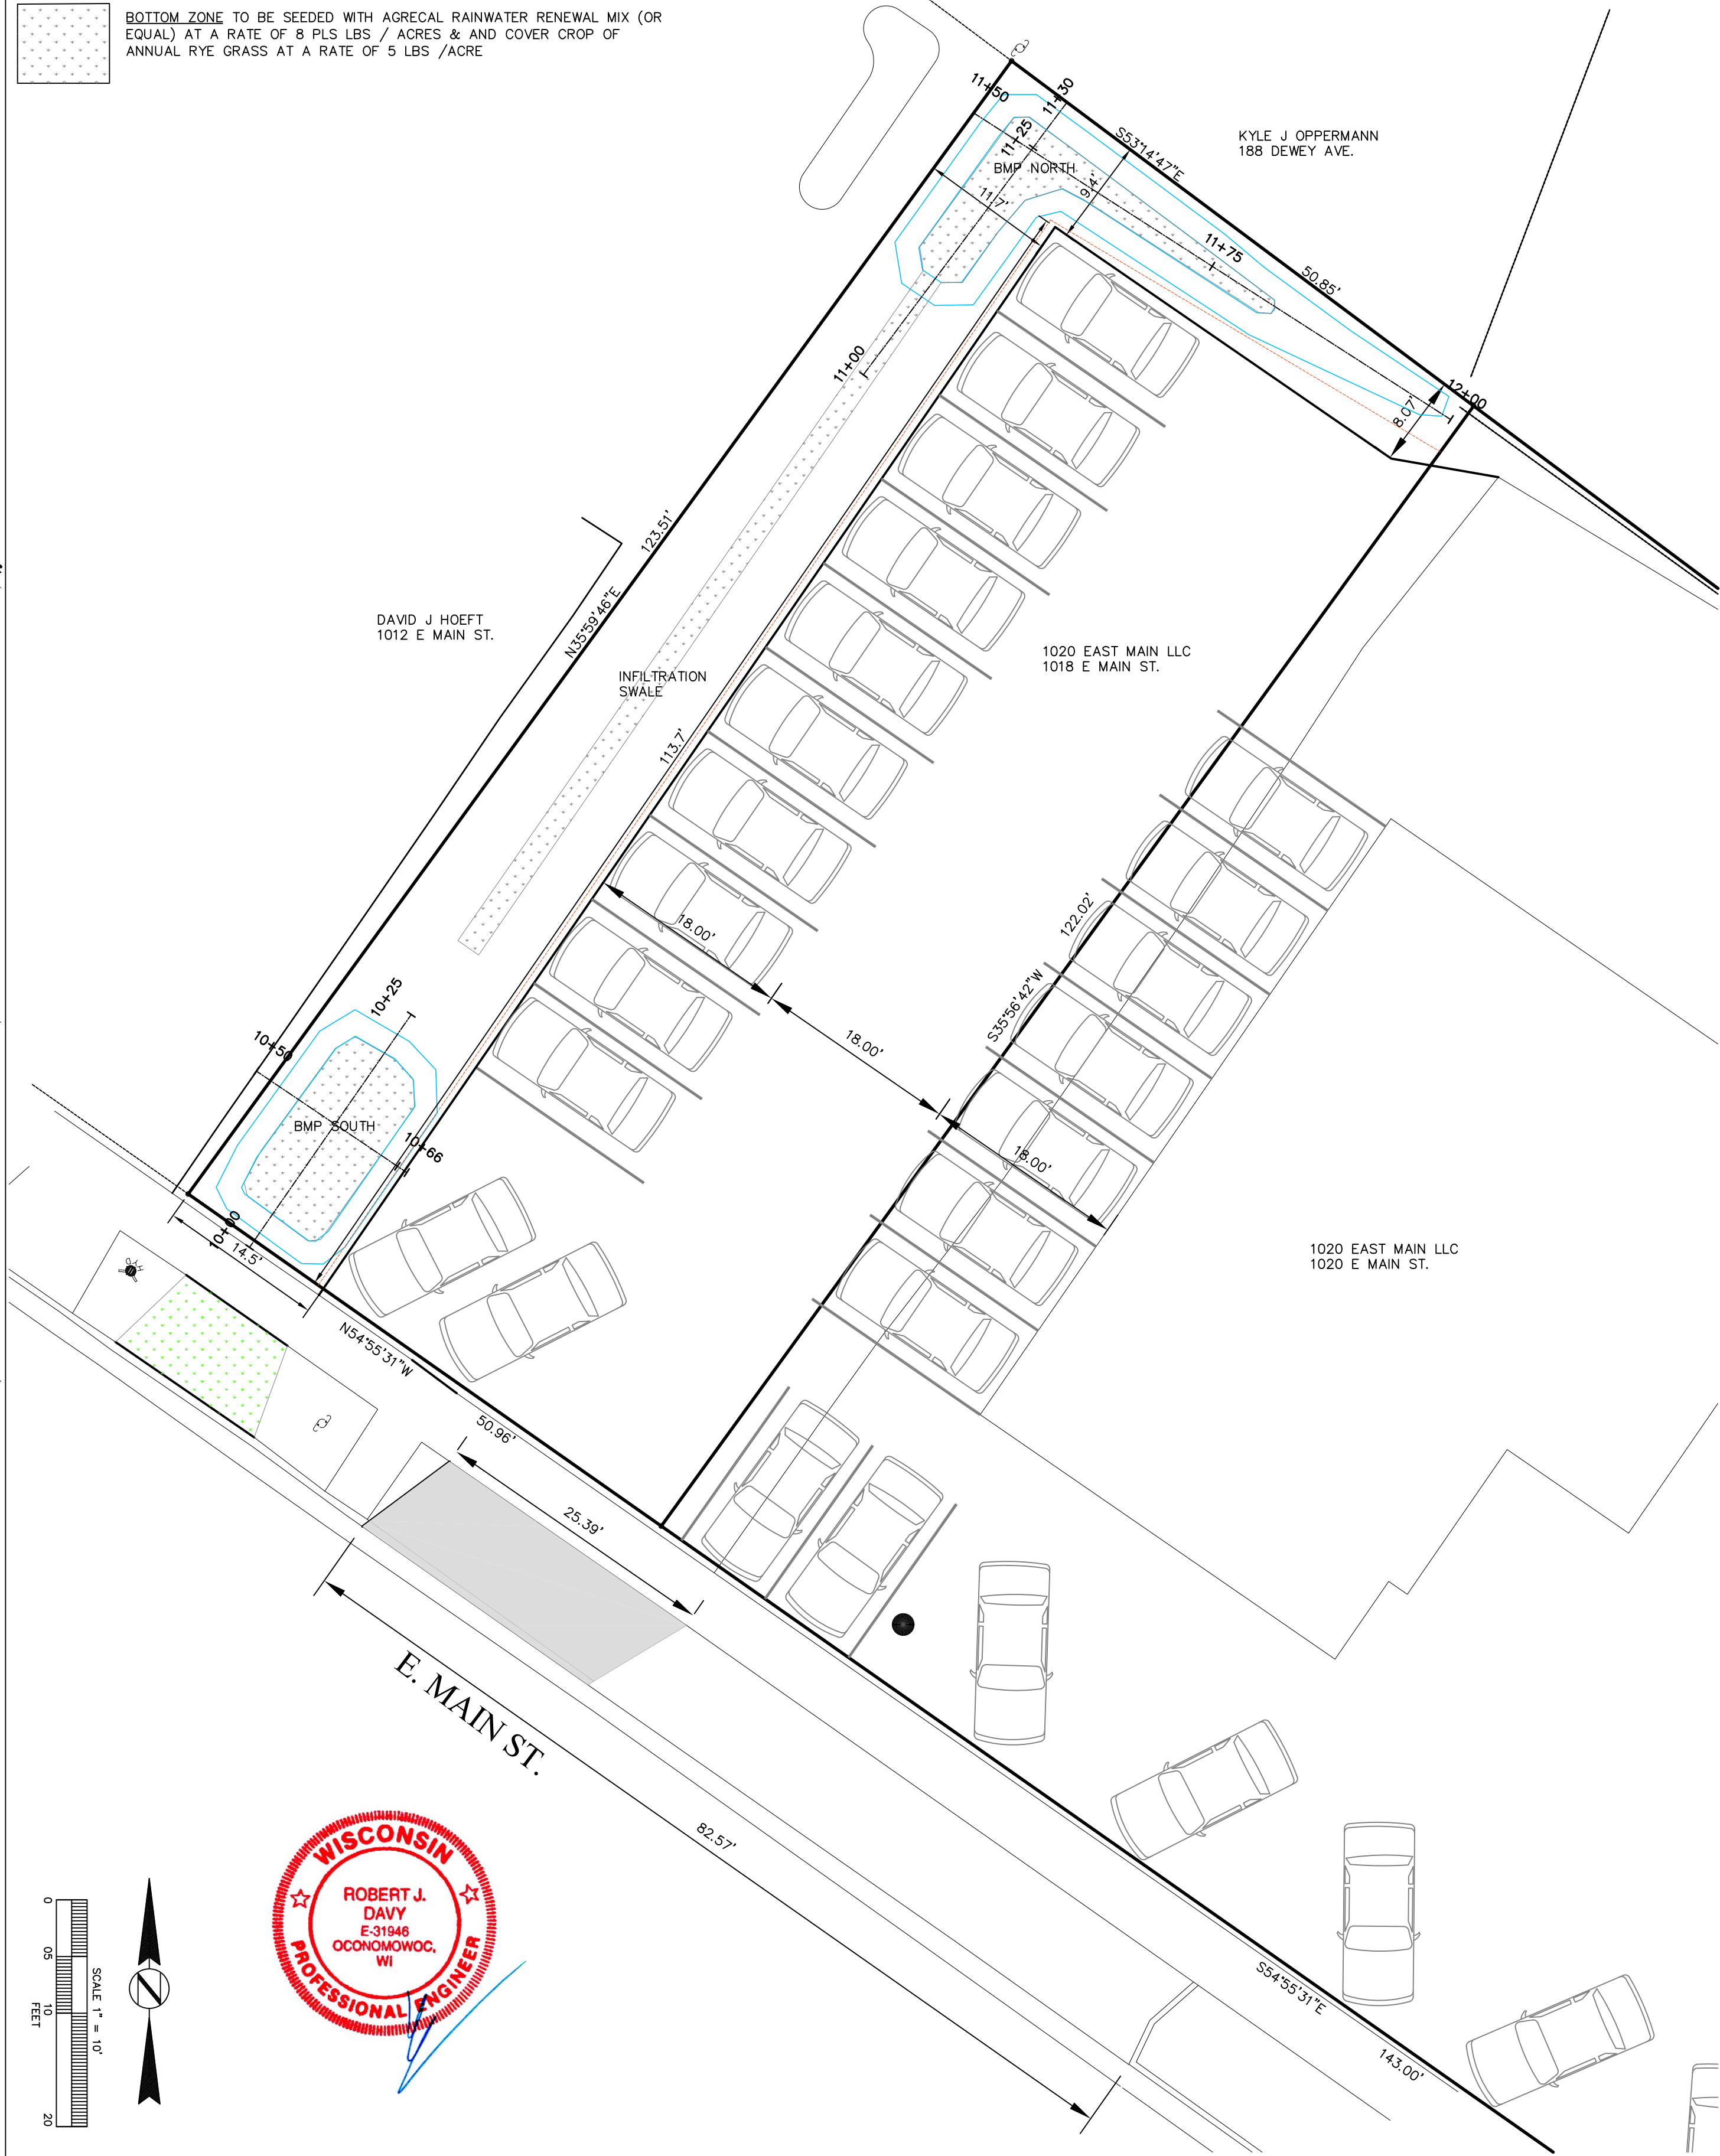 BOTTOM ZONE TO BE SEEDED WITH AGRECAL RAINWATER RENEWAL MIX (OR
EQUAL) AT A RATE OF 8 PLS LBS / ACRES & AND COVER CROP OF
ANNUAL RYE GRASS AT A RATE OF 5 LBS /ACRE
11+50
11+30
11+25
BMP NORTH
S53°14'47"E
KYLE J OPPERMANN
188 DEWEY AVE.
9.4'
11.7'
11+75
50.85'
11+00
12+00
8.07'
123.51'
N35°59'46"E
DAVID J HOEFT
1012 E MAIN ST.
INFILTRATION
SWALE
1020 EAST MAIN LLC
1018 E MAIN ST.
113.7'
18.00'
122.02'
18.00'
S35°56'42"W
18.00'
10+25
10+50
BMP SOUTH
10+66
10+00
14.5'
1020 EAST MAIN LLC
1020 E MAIN ST.
N54°55'31"W
50.96'
25.39'
E. MAIN ST.
82.57'
S54°55'31"E
143.00'
WISCONSIN
ROBERT J.
DAVY
E-31946
OCONOMOWOC,
WI
PROFESSIONAL ENGINEER
N
0 05 10 20
FEET
SCALE 1" = 10'